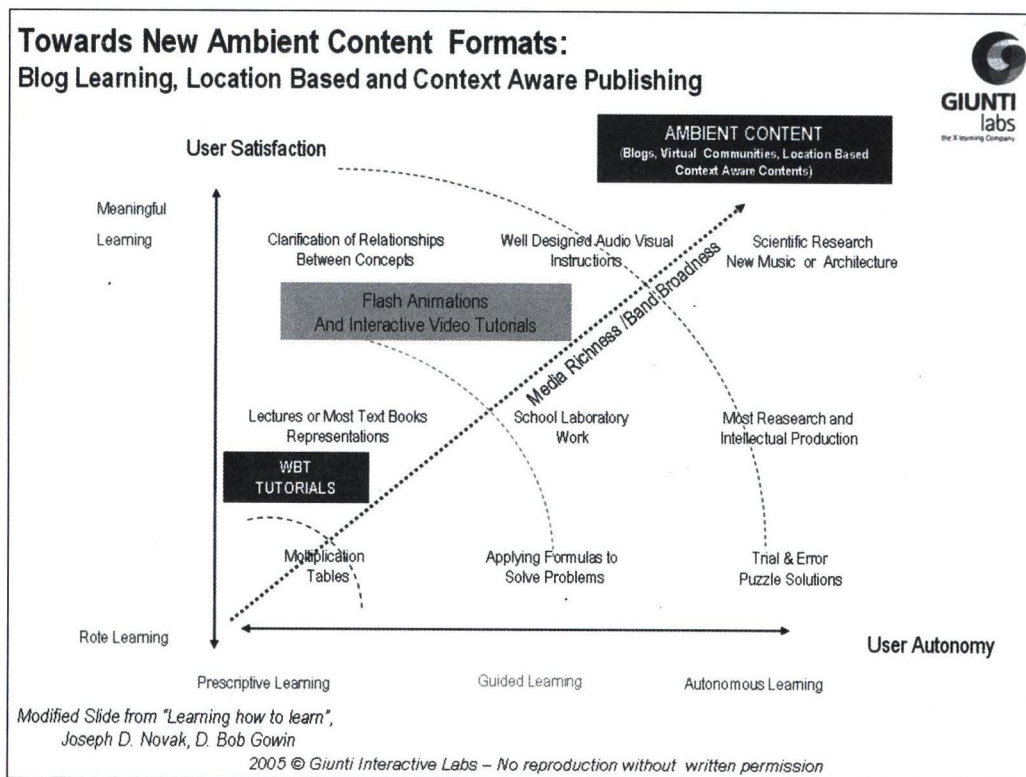 Towards New Ambient Content Formats:
Blog Learning, Location Based and Context Aware Publishing
GIUNTI
labs
the X learning Company
AMBIENT CONTENT
(Blogs, Virtual Communities, Location Based
Context Aware Contents)
User Satisfaction
Meaningful
Learning
Clarification of Relationships
Between Concepts
Well Designed Audio Visual
Instructions
Scientific Research
New Music or Architecture
Flash Animations
And Interactive Video Tutorials
Media Richness /Band Broadness
Lectures or Most Text Books
Representations
School Laboratory
Work
Most Reasearch and
Intellectual Production
WBT
TUTORIALS
Moltiplication
Tables
Applying Formulas to
Solve Problems
Trial & Error
Puzzle Solutions
Rote Learning
User Autonomy
Prescriptive Learning
Guided Learning
Autonomous Learning
Modified Slide from "Learning how to learn",
Joseph D. Novak, D. Bob Gowin
2005 © Giunti Interactive Labs – No reproduction without written permission